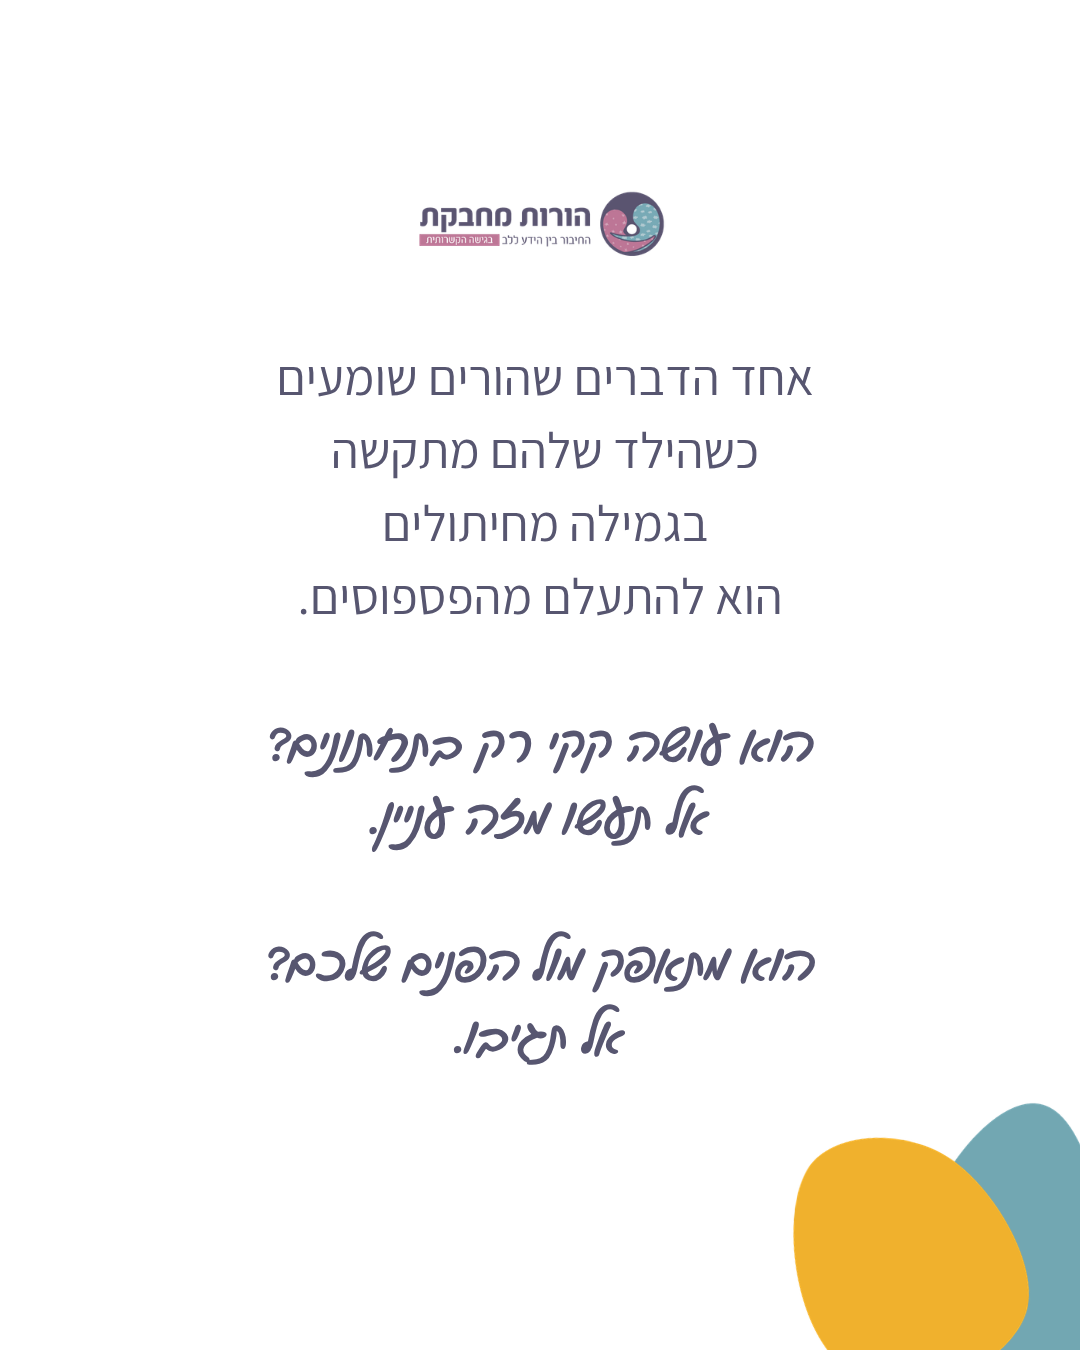 הורות מחבקת
החיבור בין הידע ללב בגישה הקשרותית
אחד הדברים שהורים שומעים
כשהילד שלהם מתקשה
בגמילה מחיתולים
הוא להתעלם מהפספוסים.
הוא עושה קקי רק בתחתונים?
אל תעשו מזה עניין.
הוא מתאפק מול הפנים שלכם?
אל תגיבו.